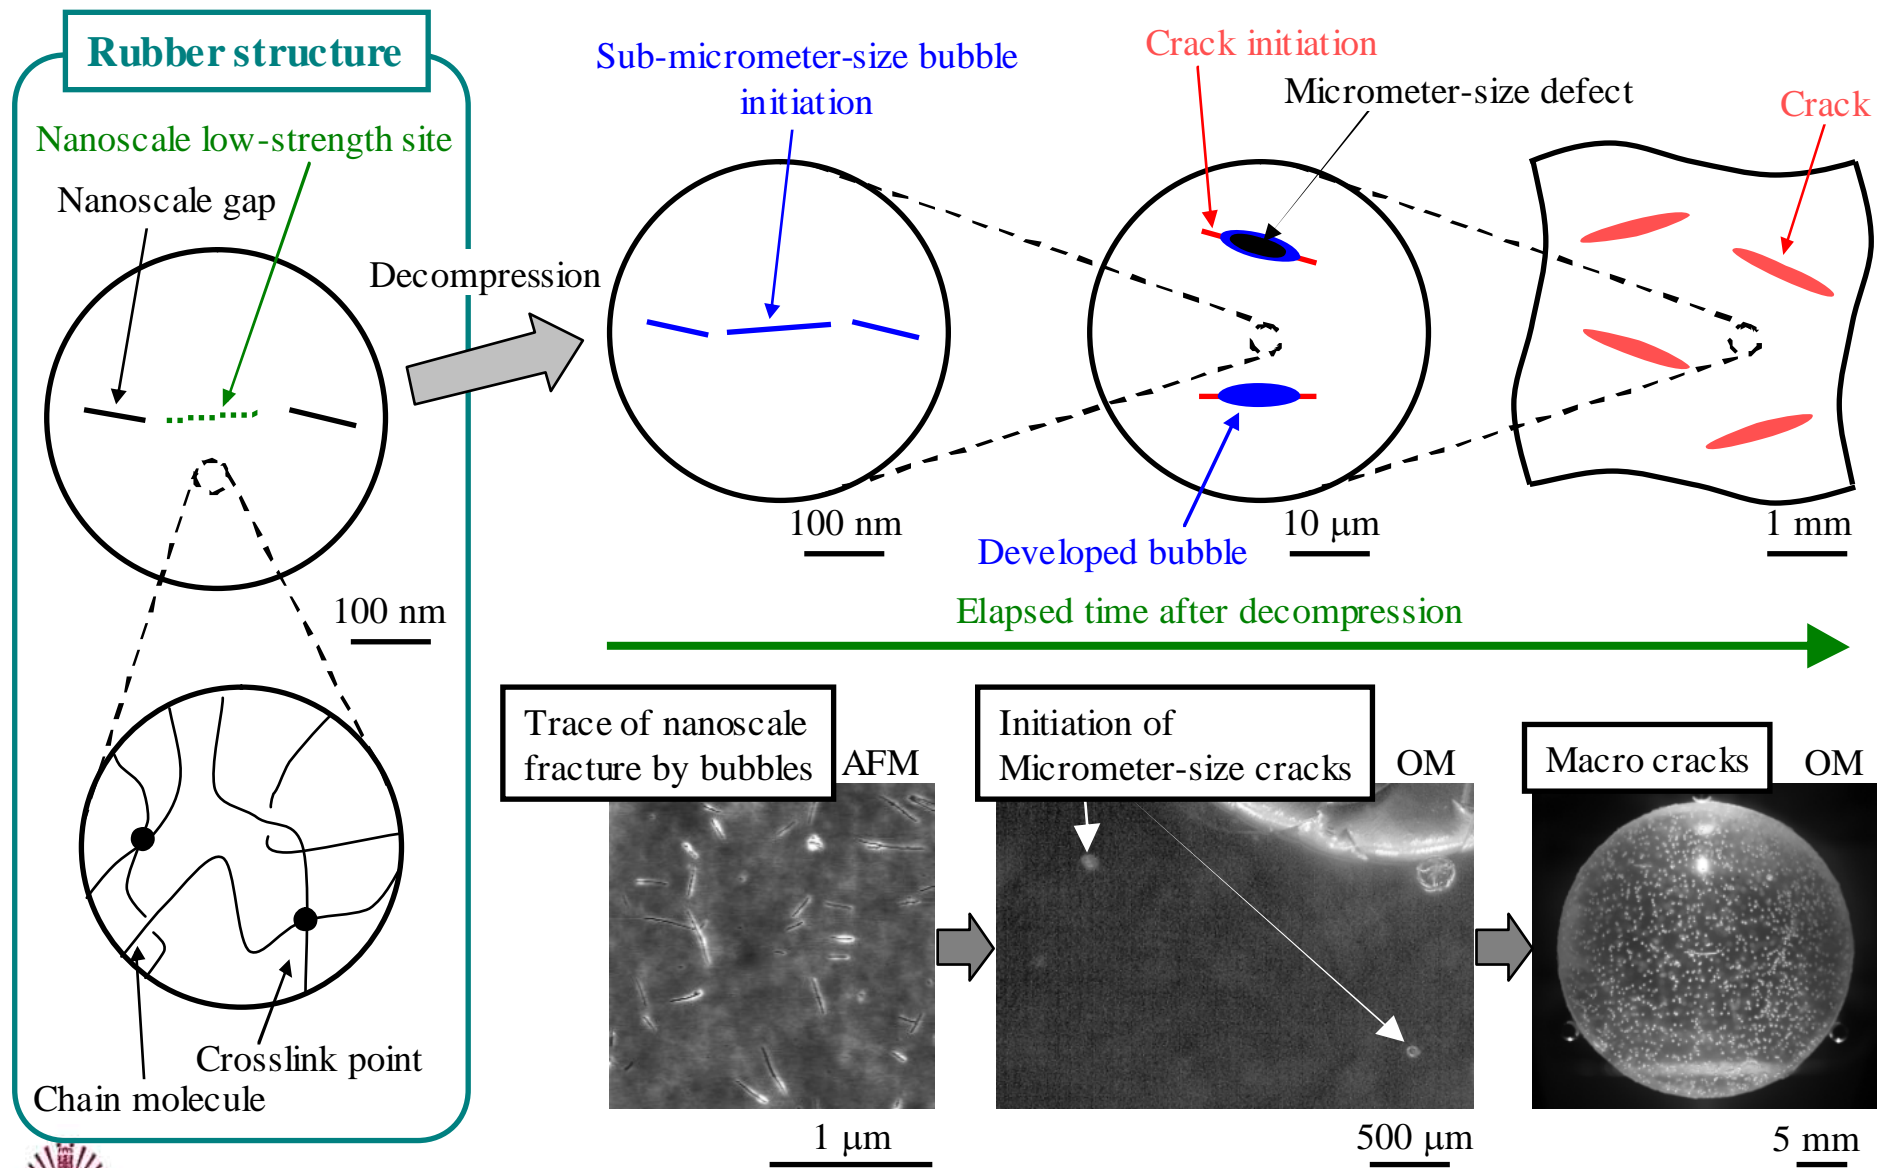 Rubber structure
Nanoscale low-strength site
Nanoscale gap
100 nm
Crosslink point
Chain molecule
Decompression
Sub-micrometer-size bubble
initiation
100 nm
Crack initiation
Micrometer-size defect
Developed bubble
10 μm
Crack
1 mm
Elapsed time after decompression
Trace of nanoscale
fracture by bubbles
AFM
1 μm
Initiation of
Micrometer-size cracks
OM
500 μm
Macro cracks
OM
5 mm